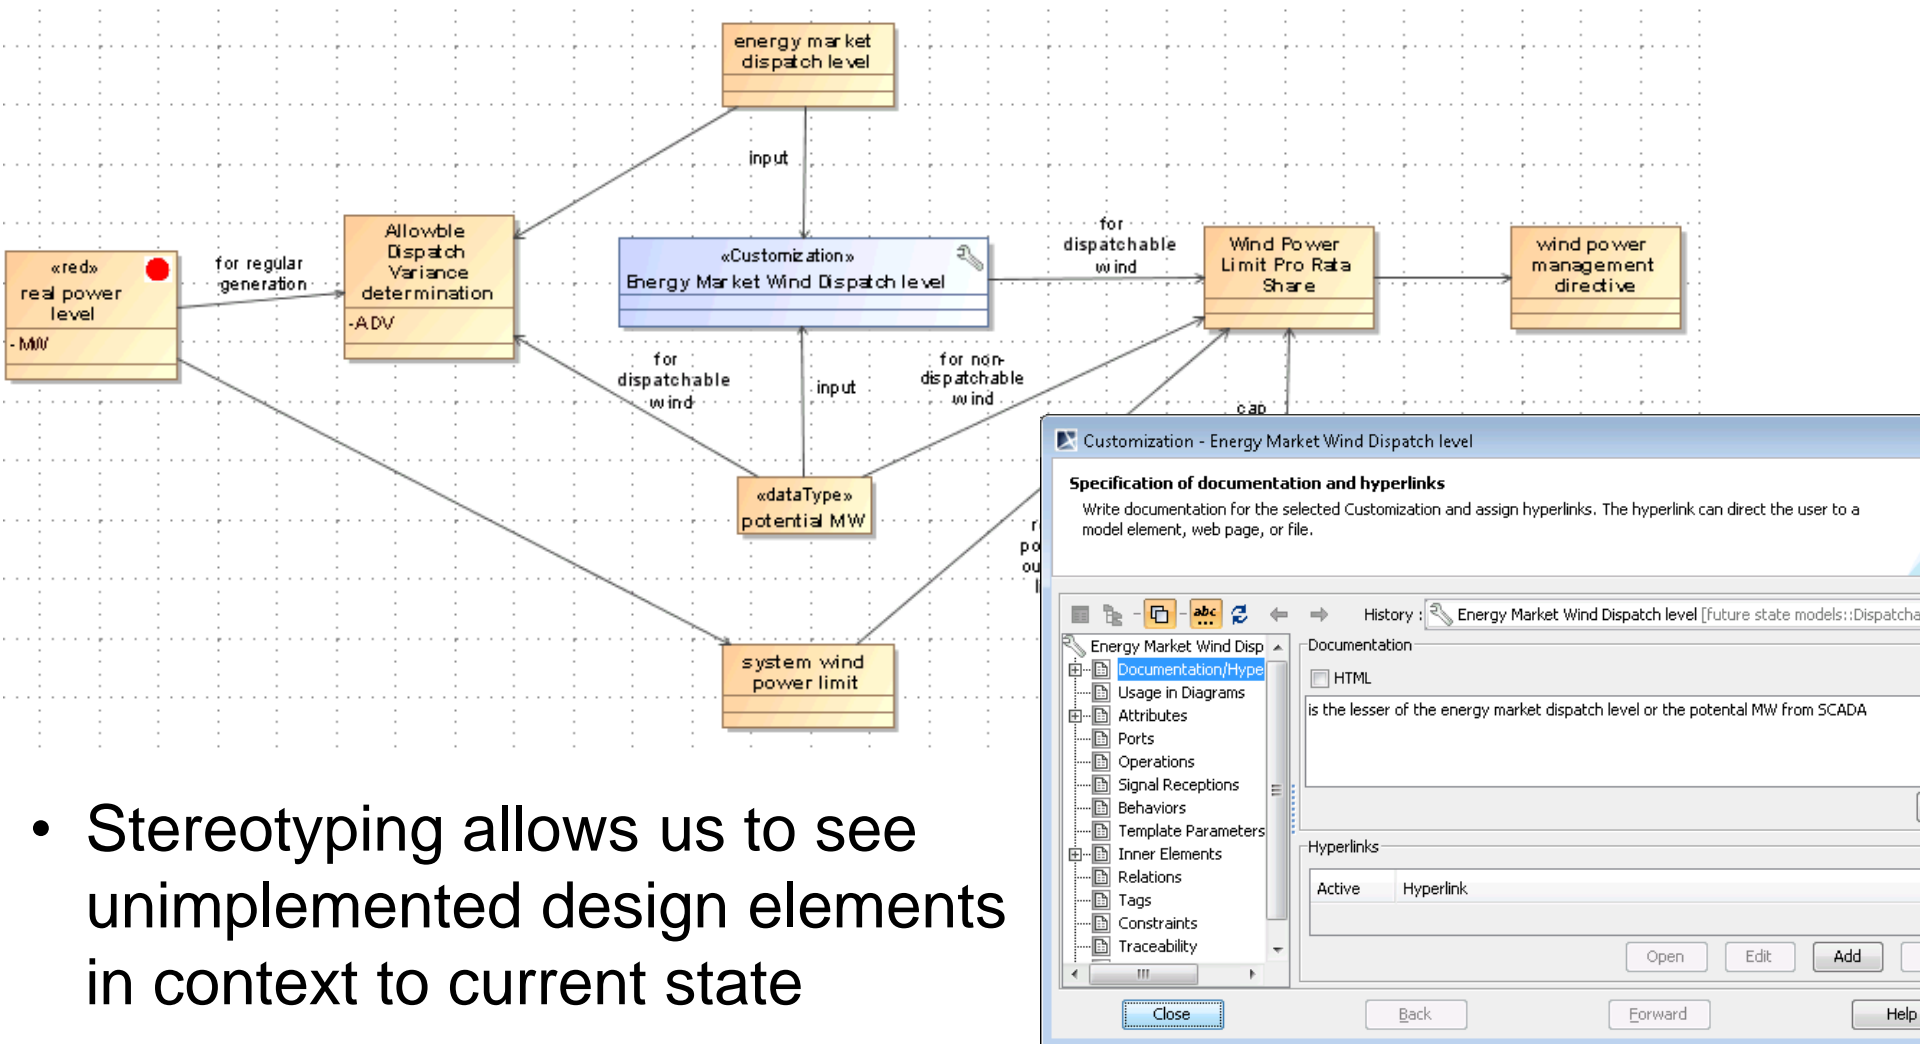 energy market
dispatch level
input
Allowble
Dispatch
Variance
determination
-ADV
«red»
real power
level
- MW
for regular
generation
«Customization»
Energy Market Wind Dispatch level
for
dispatchable
wind
Wind Power
Limit Pro Rata
Share
wind power
management
directive
for
dispatchable
wind
input
for non-
dispatchable
wind
cap
«dataType»
potential MW
system wind
power limit
Customization - Energy Market Wind Dispatch level
Specification of documentation and hyperlinks
Write documentation for the selected Customization and assign hyperlinks. The hyperlink can direct the user to a
model element, web page, or file.
abc
History : Energy Market Wind Dispatch level [future state models::Dispatcha
Energy Market Wind Disp
Documentation/Hype
Usage in Diagrams
Attributes
Ports
Operations
Signal Receptions
Behaviors
Template Parameters
Inner Elements
Relations
Tags
Constraints
Traceability
Documentation
HTML
is the lesser of the energy market dispatch level or the potental MW from SCADA
Hyperlinks
Active Hyperlink
Open Edit Add
Close Back Forward Help
• Stereotyping allows us to see
unimplemented design elements
in context to current state